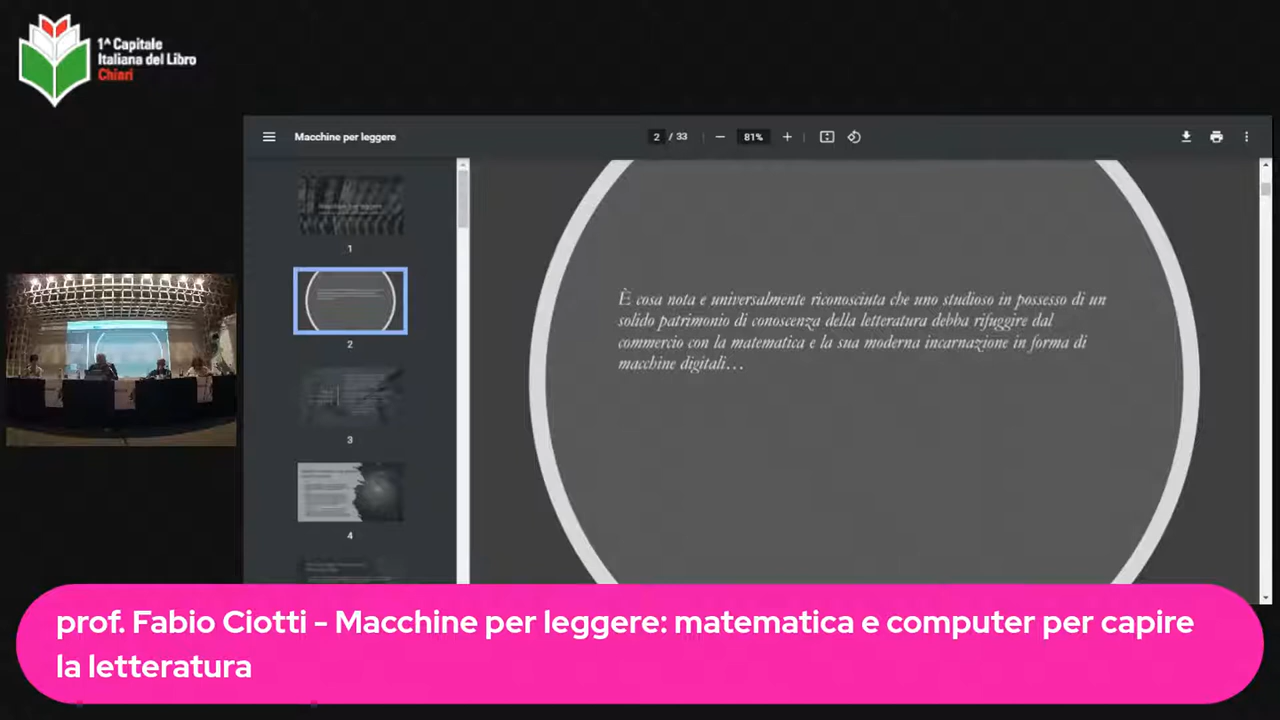 1^ Capitale
Italiana del Libro
Chiari
Macchine per leggere
2 / 33
81%
1
2
3
4
È cosa nota e universalmente riconosciuta che uno studioso in possesso di un
solido patrimonio di conoscenza della letteratura debba rifuggire dal
commercio con la matematica e la sua moderna incarnazione in forma di
macchine digitali…
prof. Fabio Ciotti - Macchine per leggere: matematica e computer per capire
la letteratura